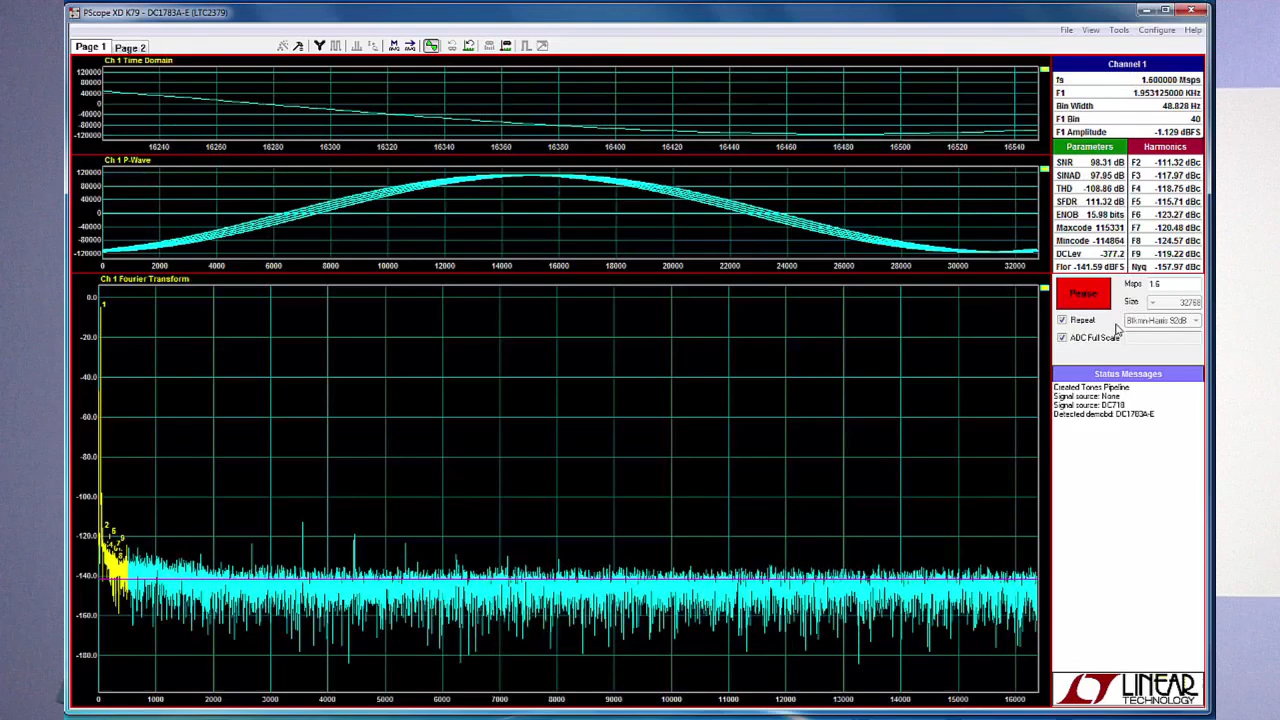 PScope XD K79 - DC1783A-E (LTC2379)
File View Tools Configure Help
Page 1 Page 2
Ch 1 Time Domain
120000
80000
40000
0
-40000
-80000
-120000
16240 16260 16280 16300 16320 16340 16360 16380 16400 16420 16440 16460 16480 16500 16520 16540
Ch 1 P-Wave
120000
80000
40000
0
-40000
-80000
-120000
0 2000 4000 6000 8000 10000 12000 14000 16000 18000 20000 22000 24000 26000 28000 30000 32000
Ch 1 Fourier Transform
0.0
-20.0
-40.0
-60.0
-80.0
-100.0
-120.0
-140.0
-160.0
-180.0
1
2
5
9
0 1000 2000 3000 4000 5000 6000 7000 8000 9000 10000 11000 12000 13000 14000 15000 16000
Channel 1
fs 1.600000 Msps
F1 1.953125000 KHz
Bin Width 48.828 Hz
F1 Bin 40
F1 Amplitude -1.129 dBFS
Parameters Harmonics
SNR 98.31 dB F2 -111.32 dBc
SINAD 97.95 dB F3 -117.97 dBc
THD -108.86 dB F4 -118.75 dBc
SFDR 111.32 dB F5 -115.71 dBc
ENOB 15.98 bits F6 -123.27 dBc
Maxcode 115331 F7 -120.48 dBc
Mincode -114864 F8 -124.57 dBc
DCLev -377.2 F9 -119.22 dBc
Flor -141.59 dBFS Nyq -157.97 dBc
Pause
Msps 1.6
Size 32768
Repeat
Blkmn-Harris 92dB
ADC Full Scale
Status Messages
Created Tones Pipeline
Signal source: None
Signal source: DC718
Detected demobd: DC1783A-E
LINEAR
TECHNOLOGY